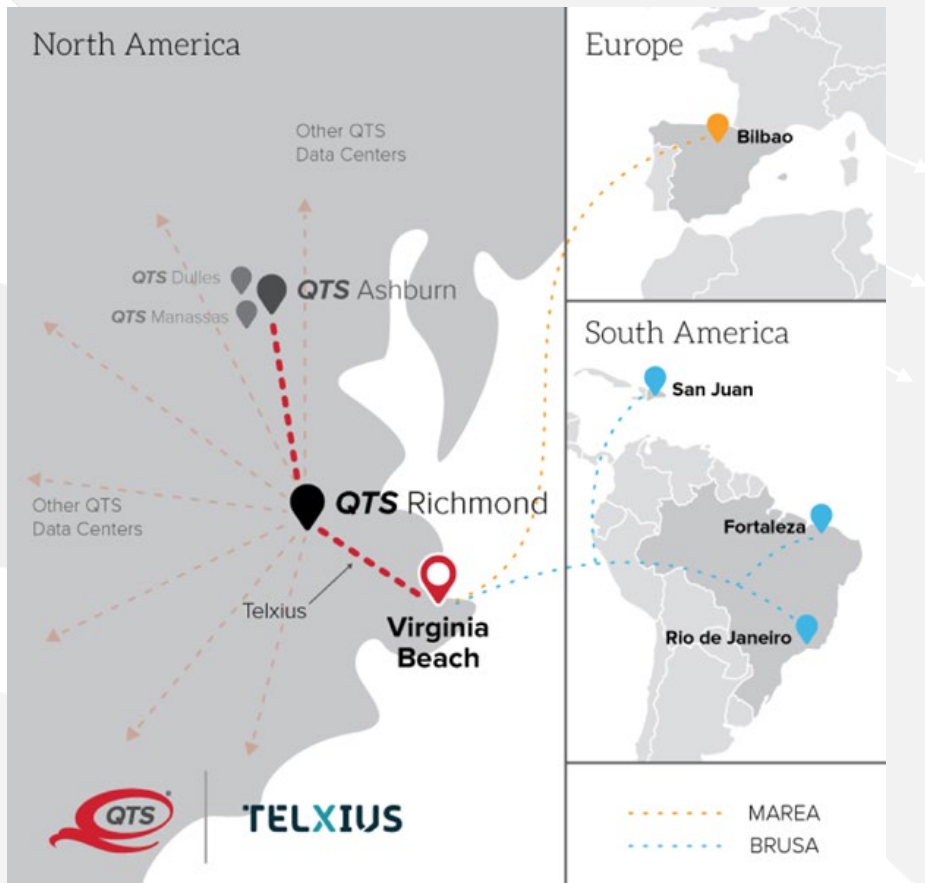 North America
Other QTS
Data Centers
QTS Dulles
QTS Ashburn
QTS Manassas
QTS Richmond
Other QTS
Data Centers
Telxius
Virginia
Beach
QTS
TELXIUS
Europe
Bilbao
South America
San Juan
Fortaleza
Rio de Janeiro
MAREA
BRUSA